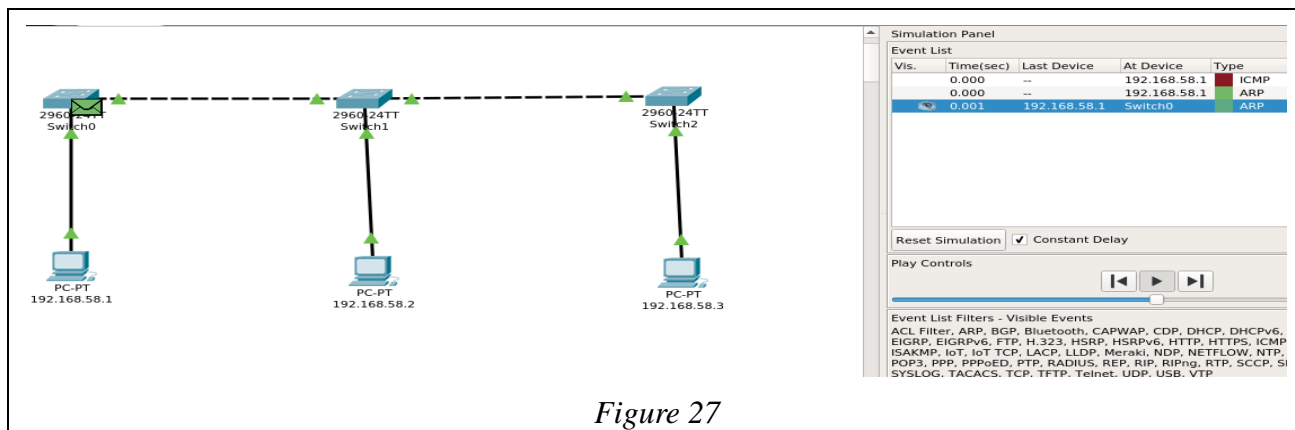 2960-24TT
Switch0
2960-24TT
Switch1
2960-24TT
Switch2
PC-PT
192.168.58.1
PC-PT
192.168.58.2
PC-PT
192.168.58.3
Simulation Panel
Event List
Vis. Time(sec) Last Device At Device Type
0.000 -- 192.168.58.1 ICMP
0.000 -- 192.168.58.1 ARP
0.001 192.168.58.1 Switch0 ARP
Reset Simulation Constant Delay
Play Controls
Event List Filters - Visible Events
ACL Filter, ARP, BGP, Bluetooth, CAPWAP, CDP, DHCP, DHCPv6,
EIGRP, EIGRPv6, FTP, H.323, HSRP, HSRPv6, HTTP, HTTPS, ICMP
ISAKMP, IoT, IoT TCP, LACP, LLDP, Meraki, NDP, NETFLOW, NTP,
POP3, PPP, PPPoED, PTP, RADIUS, REP, RIP, RIPng, RTP, SCCP,
SYSLOG, TACACS, TCP, TFTP, Telnet, UDP, USB, VTP
Figure 27